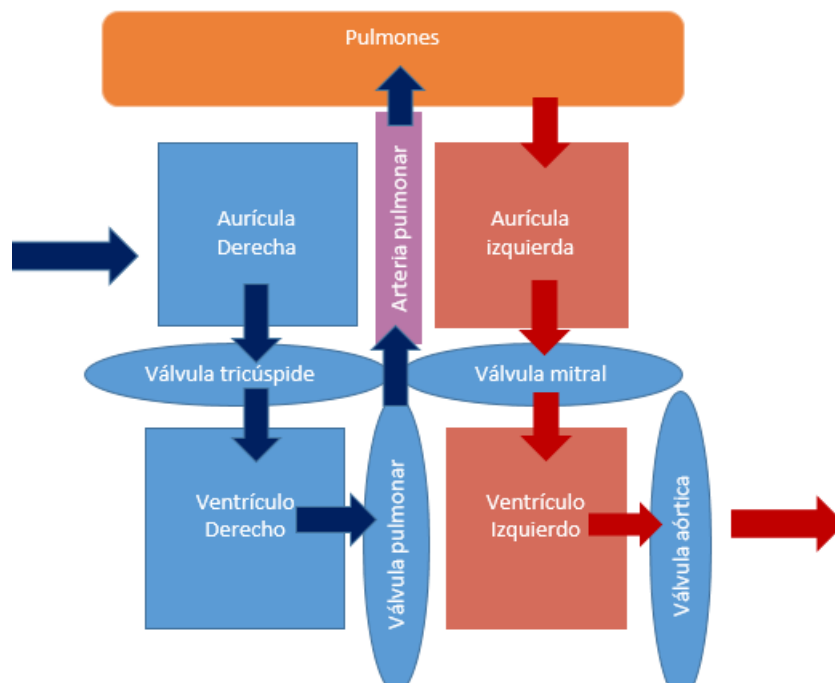 Pulmones
Aurícula
Derecha
Arteria pulmonar
Aurícula
izquierda
Válvula tricúspide
Válvula mitral
Ventrículo
Derecho
Válvula pulmonar
Ventrículo
Izquierdo
Válvula aórtica